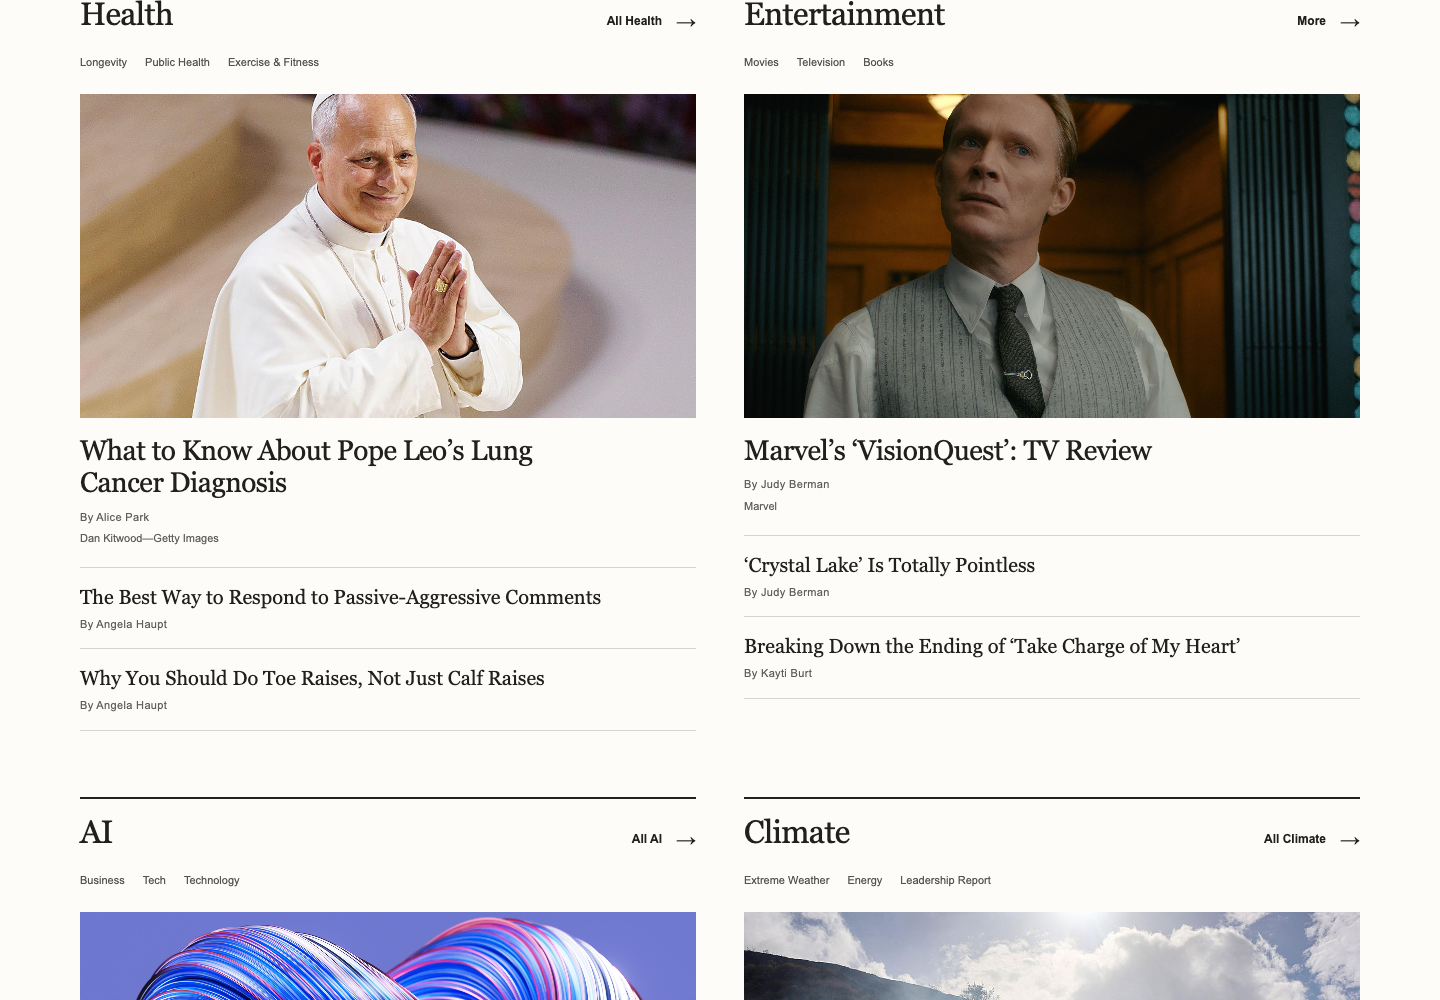 Health
All Health
Longevity Public Health Exercise & Fitness
What to Know About Pope Leo’s Lung
Cancer Diagnosis
By Alice Park
Dan Kitwood—Getty Images
The Best Way to Respond to Passive-Aggressive Comments
By Angela Haupt
Why You Should Do Toe Raises, Not Just Calf Raises
By Angela Haupt
Entertainment
More
Movies Television Books
Marvel’s ‘VisionQuest’: TV Review
By Judy Berman
Marvel
‘Crystal Lake’ Is Totally Pointless
By Judy Berman
Breaking Down the Ending of ‘Take Charge of My Heart’
By Kayti Burt
AI
All AI
Business Tech Technology
Climate
All Climate
Extreme Weather Energy Leadership Report